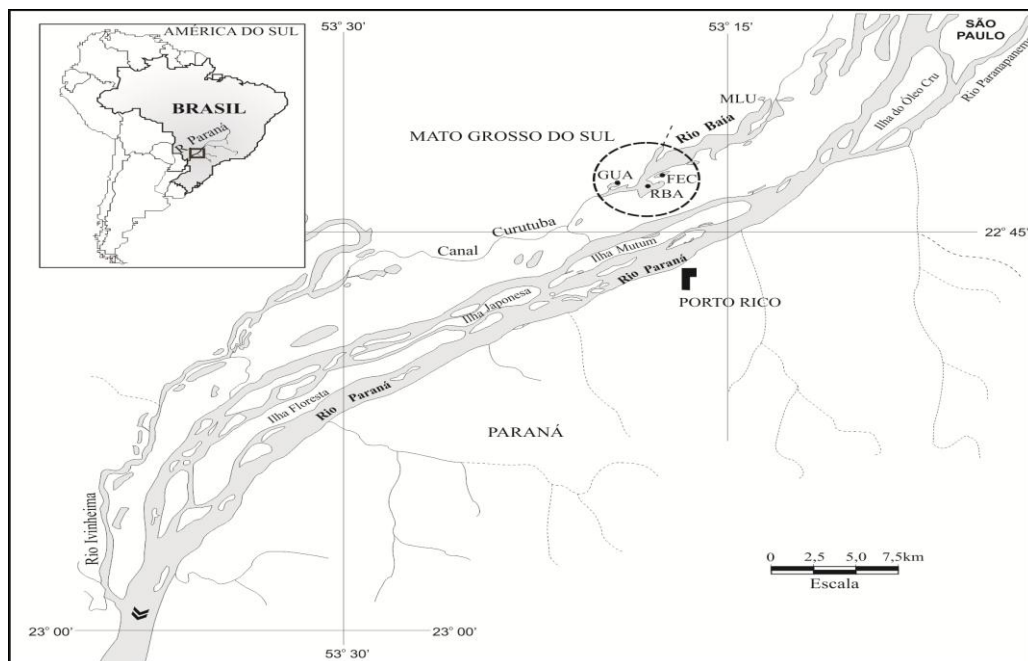 AMÉRICA DO SUL
BRASIL
R. Paraná
53° 30'
53° 15'
SÃO
PAULO
Rio Paranapanema
Ilha do Óleo Cru
MLU
Rio Baía
MATO GROSSO DO SUL
GUA
FEC
RBA
22° 45'
Curutuba
Canal
Ilha Mutum
Rio Paraná
PORTO RICO
Ilha Japonesa
Ilha Floresta
Rio Paraná
PARANÁ
Rio Ivinheima
0 2,5 5,0 7,5km
Escala
23° 00'
23° 00'
53° 30'